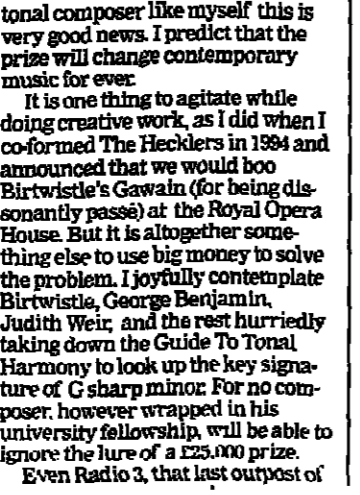 tonal composer like myself this is
very good news. I predict that the
prize will change contemporary
music for ever.
It is one thing to agitate while
doing creative work, as I did when I
co-formed The Hecklers in 1994 and
announced that we would boo
Birtwistle's Gawain (for being dis-
sonantly passé) at the Royal Opera
House. But it is altogether some-
thing else to use big money to solve
the problem. I joyfully contemplate
Birtwistle, George Benjamin,
Judith Weir, and the rest hurriedly
taking down the Guide To Tonal
Harmony to look up the key signa-
ture of G sharp minor. For no com-
poser, however wrapped in his
university fellowship, will be able to
ignore the lure of a £25,000 prize.
Even Radio 3, that last outpost of